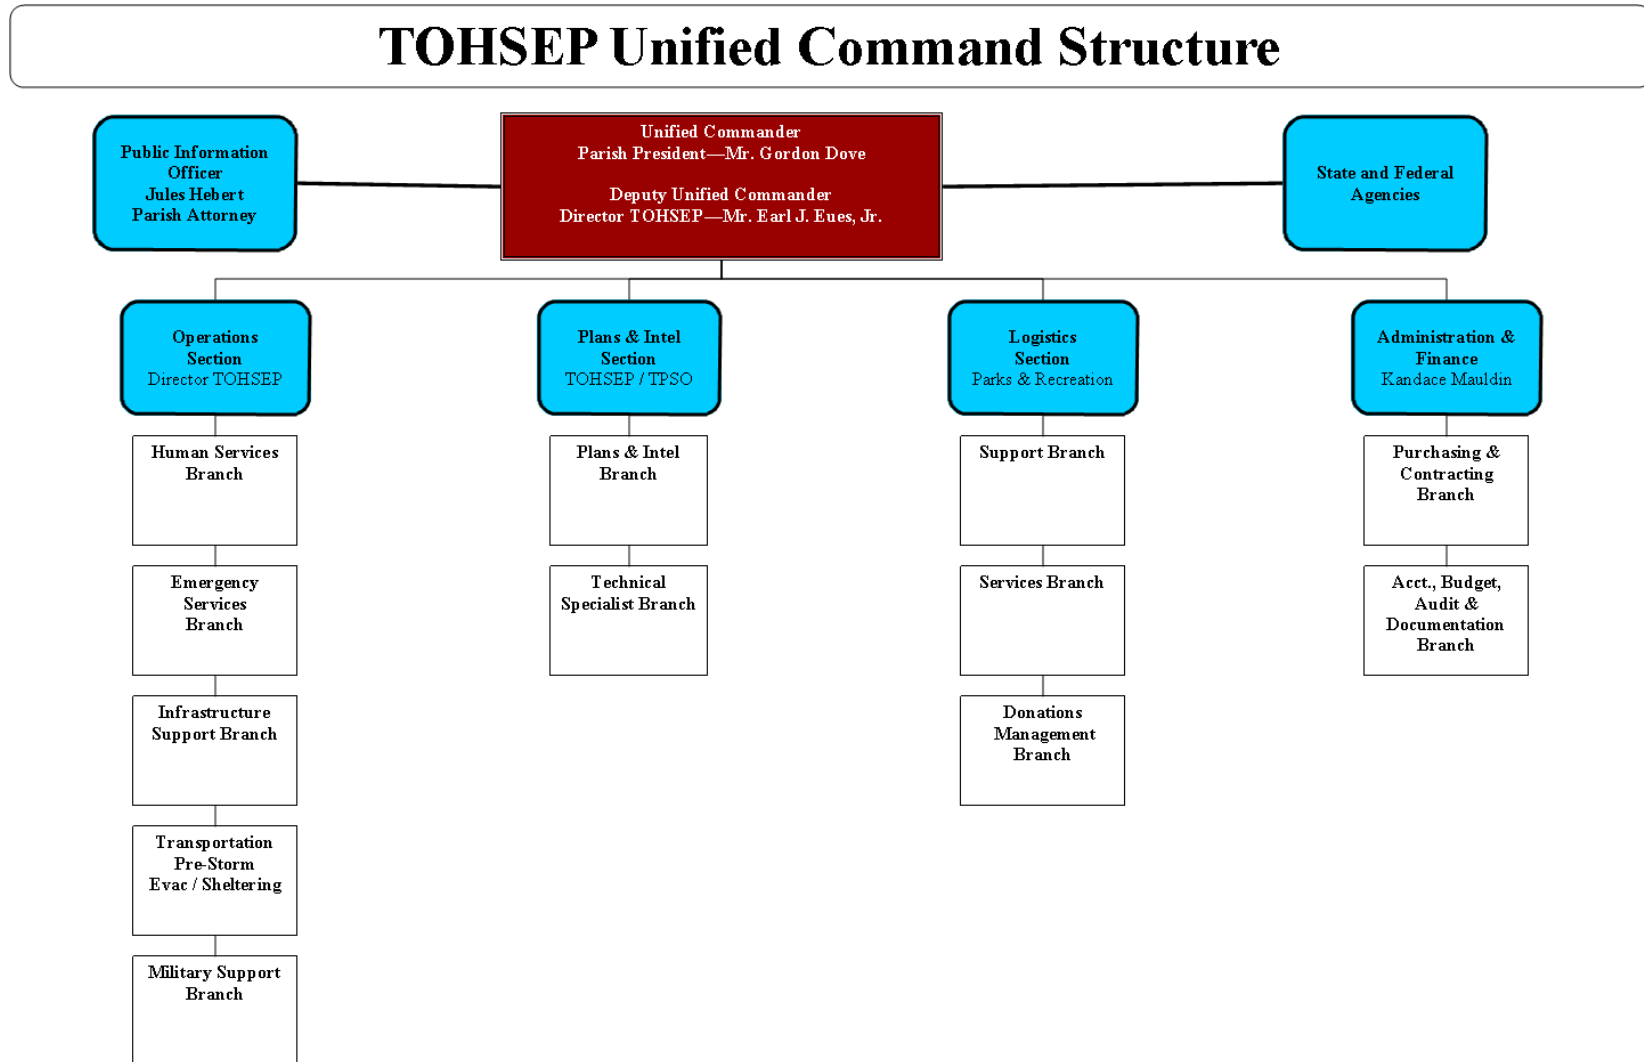 TOHSEP Unified Command Structure
Public Information
Officer
Jules Hebert
Parish Attorney
Unified Commander
Parish President—Mr. Gordon Dove
Deputy Unified Commander
Director TOHSEP—Mr. Earl J. Eues, Jr.
State and Federal
Agencies
Operations
Section
Director TOHSEP
Plans & Intel
Section
TOHSEP / TPSO
Logistics
Section
Parks & Recreation
Administration &
Finance
Kandace Mauldin
Human Services
Branch
Plans & Intel
Branch
Support Branch
Purchasing &
Contracting
Branch
Emergency
Services
Branch
Technical
Specialist Branch
Services Branch
Acct., Budget,
Audit &
Documentation
Branch
Infrastructure
Support Branch
Donations
Management
Branch
Transportation
Pre-Storm
Evac / Sheltering
Military Support
Branch